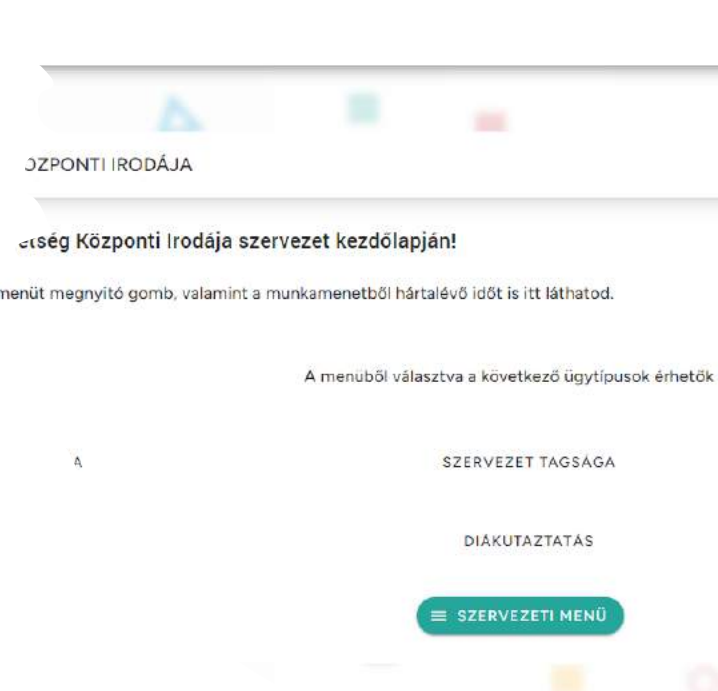 ÖZPONTI IRODÁJA
etség Központi Irodája szervezet kezdőlapján!
menüt megnyitó gomb, valamint a munkamenetből hártalévő időt is itt láthatod.
A menüből választva a következő ügytípusok érhetők
A
SZERVEZET TAGSÁGA
DIÁKUTAZTATÁS
SZERVEZETI MENÜ